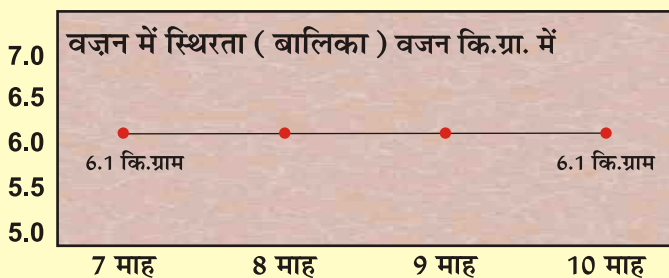 वज़न में स्थिरता ( बालिका ) वजन कि.ग्रा. में
7.0
6.5
6.0
5.5
5.0
6.1 कि.ग्राम 6.1 कि.ग्राम
7 माह 8 माह 9 माह 10 माह